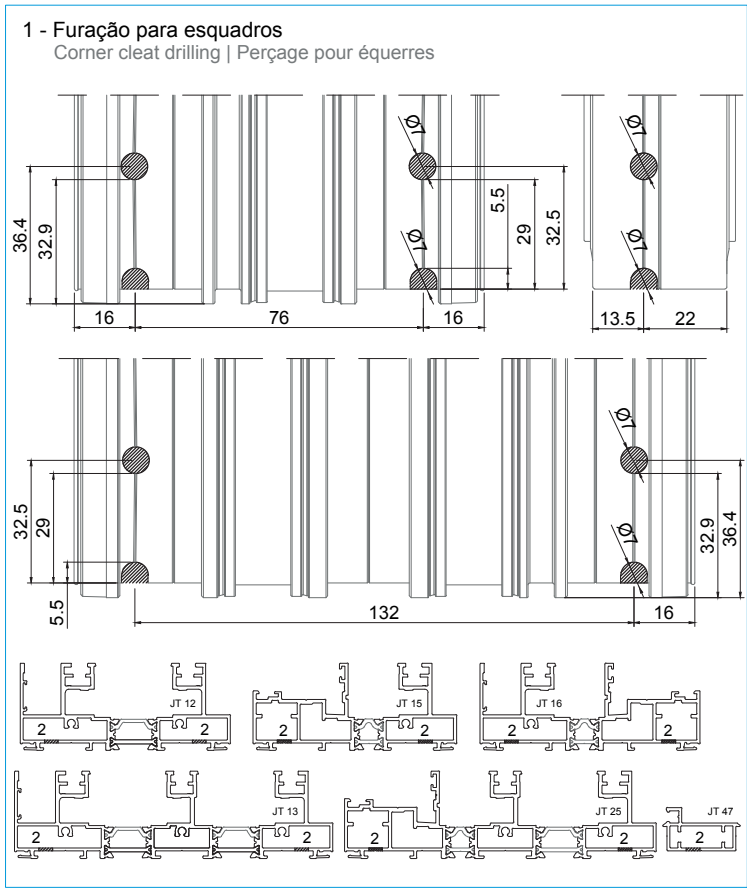 1 - Furação para esquadros
Corner cleat drilling | Perçage pour équerres
Ø7
Ø7
36.4
32.9
5.5
29
32.5
Ø7
Ø7
16
76
16
13.5
22
Ø7
32.5
29
32.9
36.4
Ø7
5.5
132
16
JT 12
2
2
JT 15
2
2
JT 16
2
2
JT 13
2
2
JT 25
2
2
JT 47
2